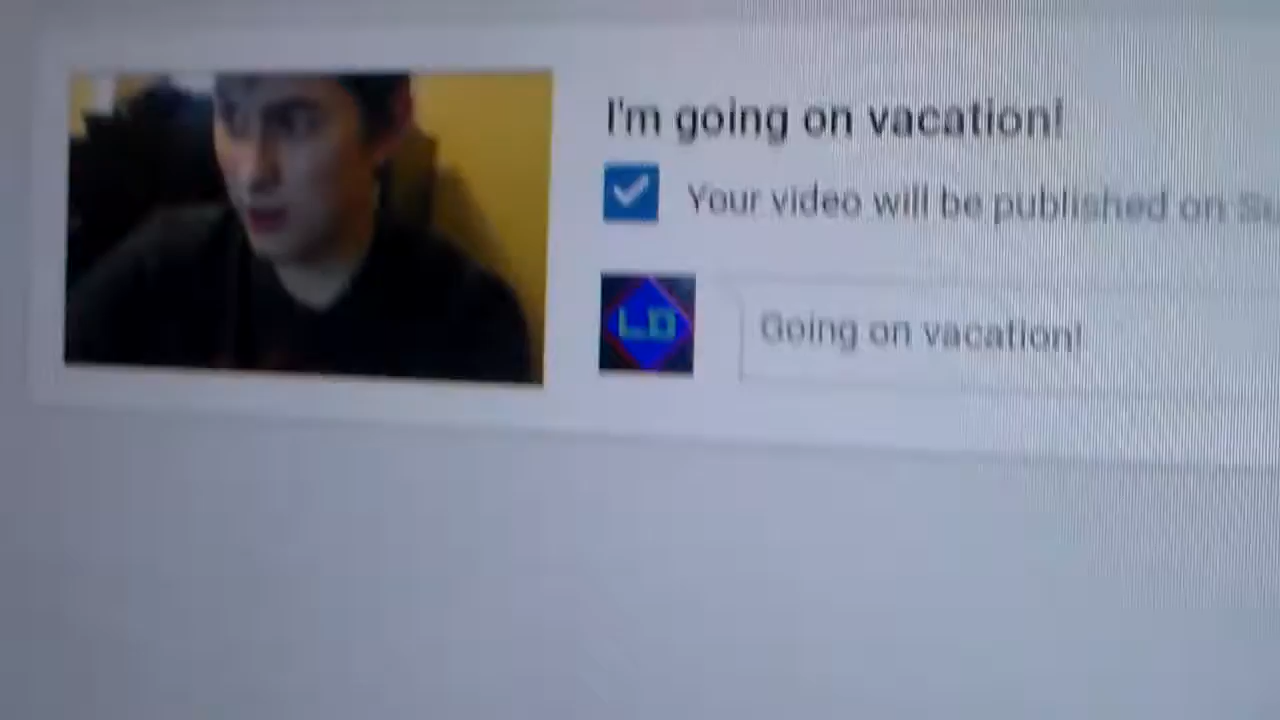 I'm going on vacation!
Your video will be published on
LD
Going on vacation!